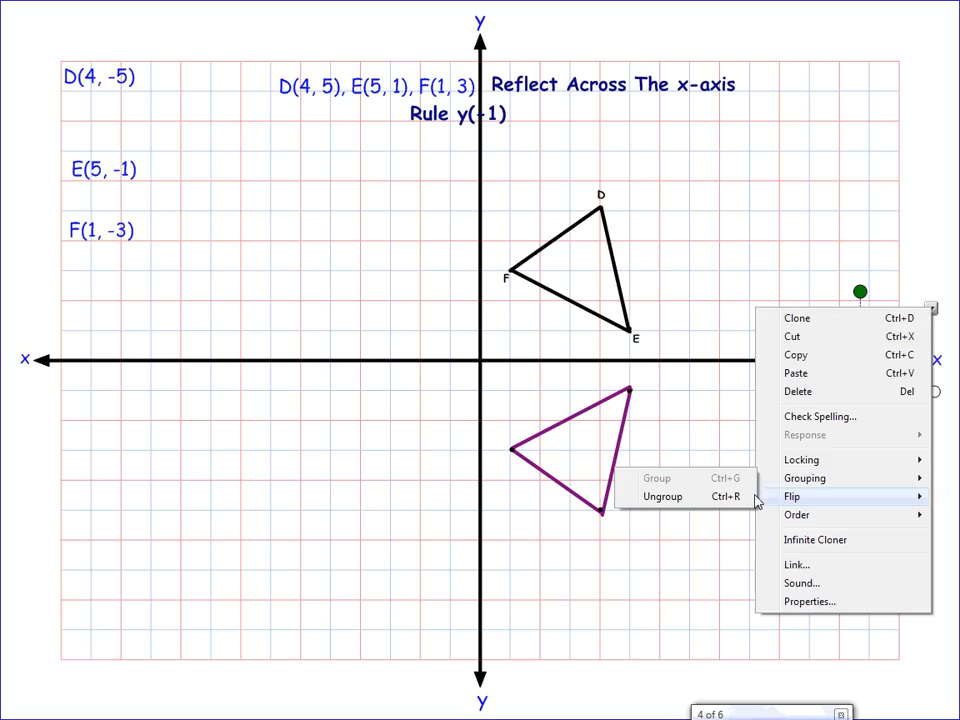 y
D(4, -5)
D(4, 5), E(5, 1), F(1, 3)
Reflect Across The x-axis
Rule y(-1)
E(5, -1)
D
F(1, -3)
F
E
x
x
Clone Ctrl+D
Cut Ctrl+X
Copy Ctrl+C
Paste Ctrl+V
Delete Del
Check Spelling...
Response
Locking
Grouping
Group Ctrl+G
Flip
Ungroup Ctrl+R
Order
Infinite Cloner
Link...
Sound...
Properties...
y
4 of 6